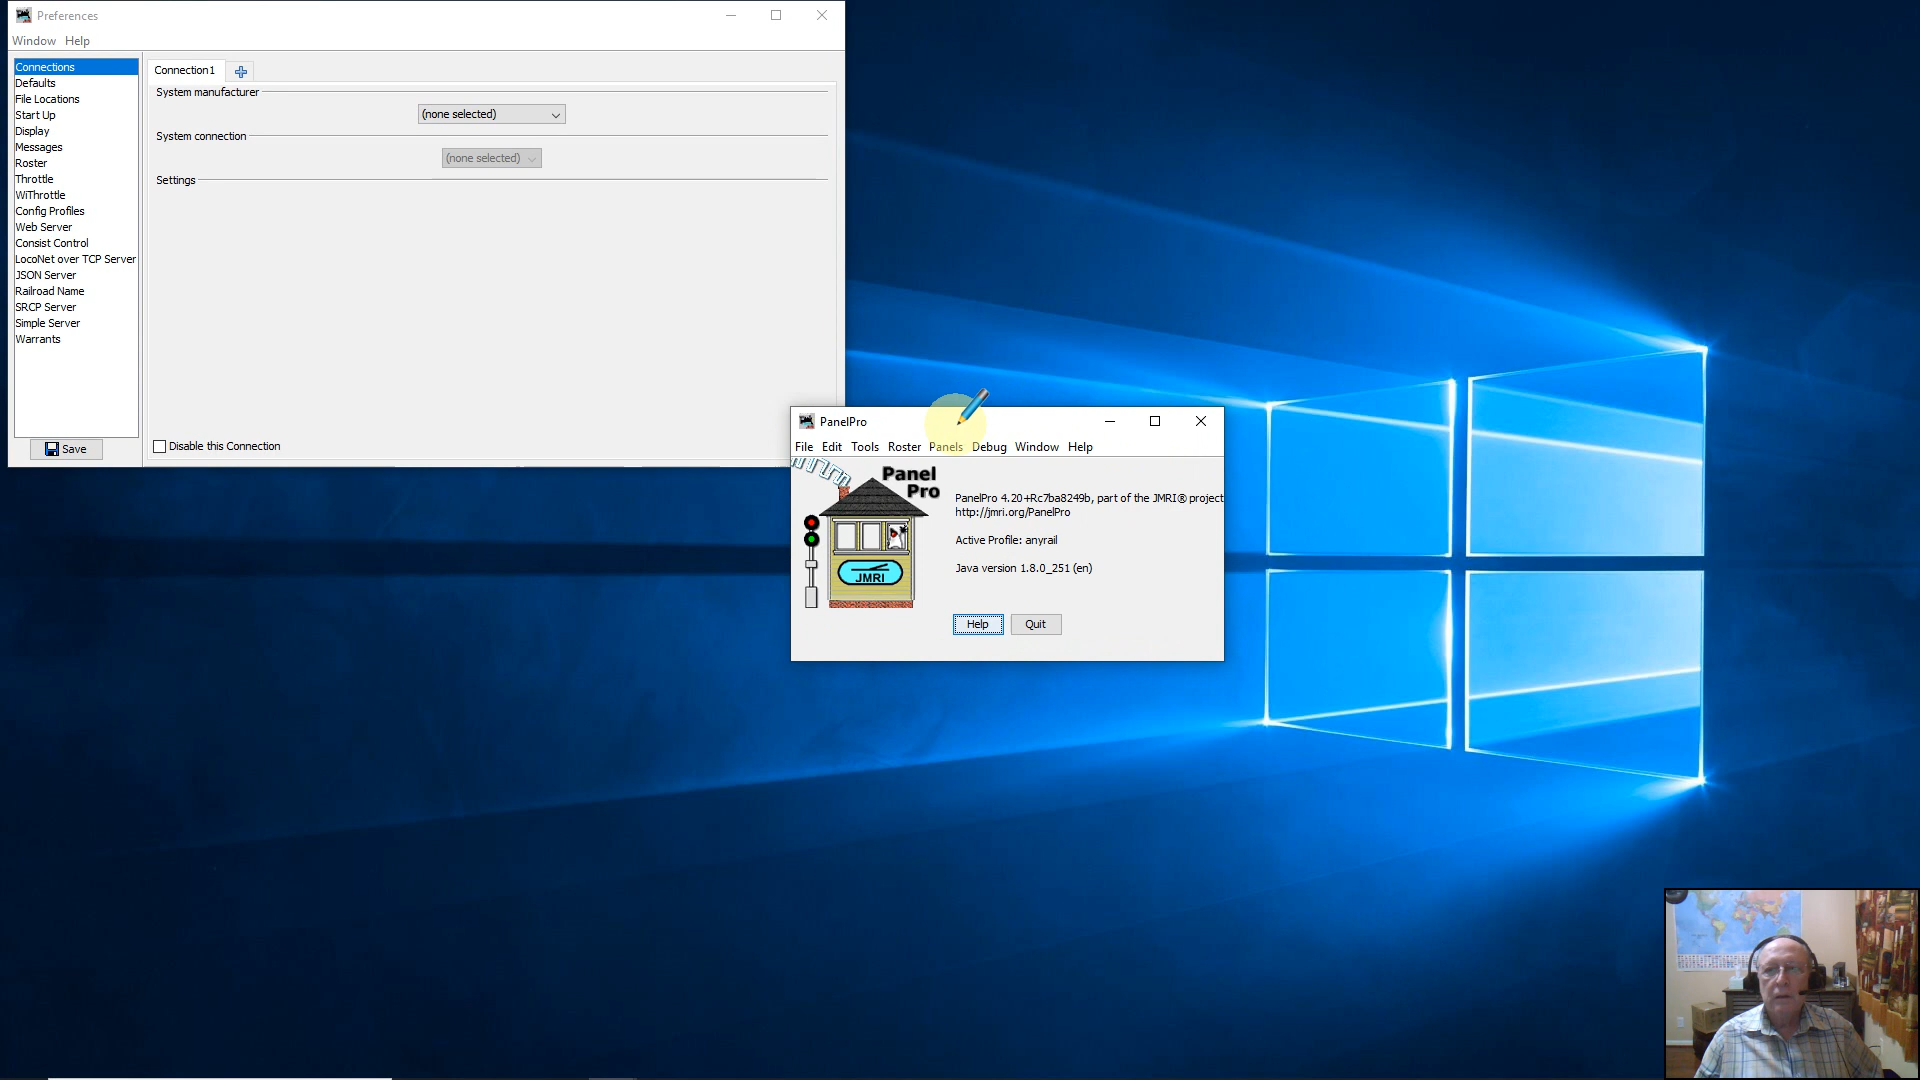 Preferences
Window Help
Connections
Defaults
File Locations
Start Up
Display
Messages
Roster
Throttle
WiThrottle
Config Profiles
Web Server
Consist Control
LocoNet over TCP Server
JSON Server
Railroad Name
SRCP Server
Simple Server
Warrants
Save
Connection1
System manufacturer
(none selected)
System connection
(none selected)
Settings
Disable this Connection
PanelPro
File Edit Tools Roster Panels Debug Window Help
Panel
Pro
JMRI
PanelPro 4.20+Rc7ba8249b, part of the JMRI® project
http://jmri.org/PanelPro
Active Profile: anyrail
Java version 1.8.0_251 (en)
Help Quit